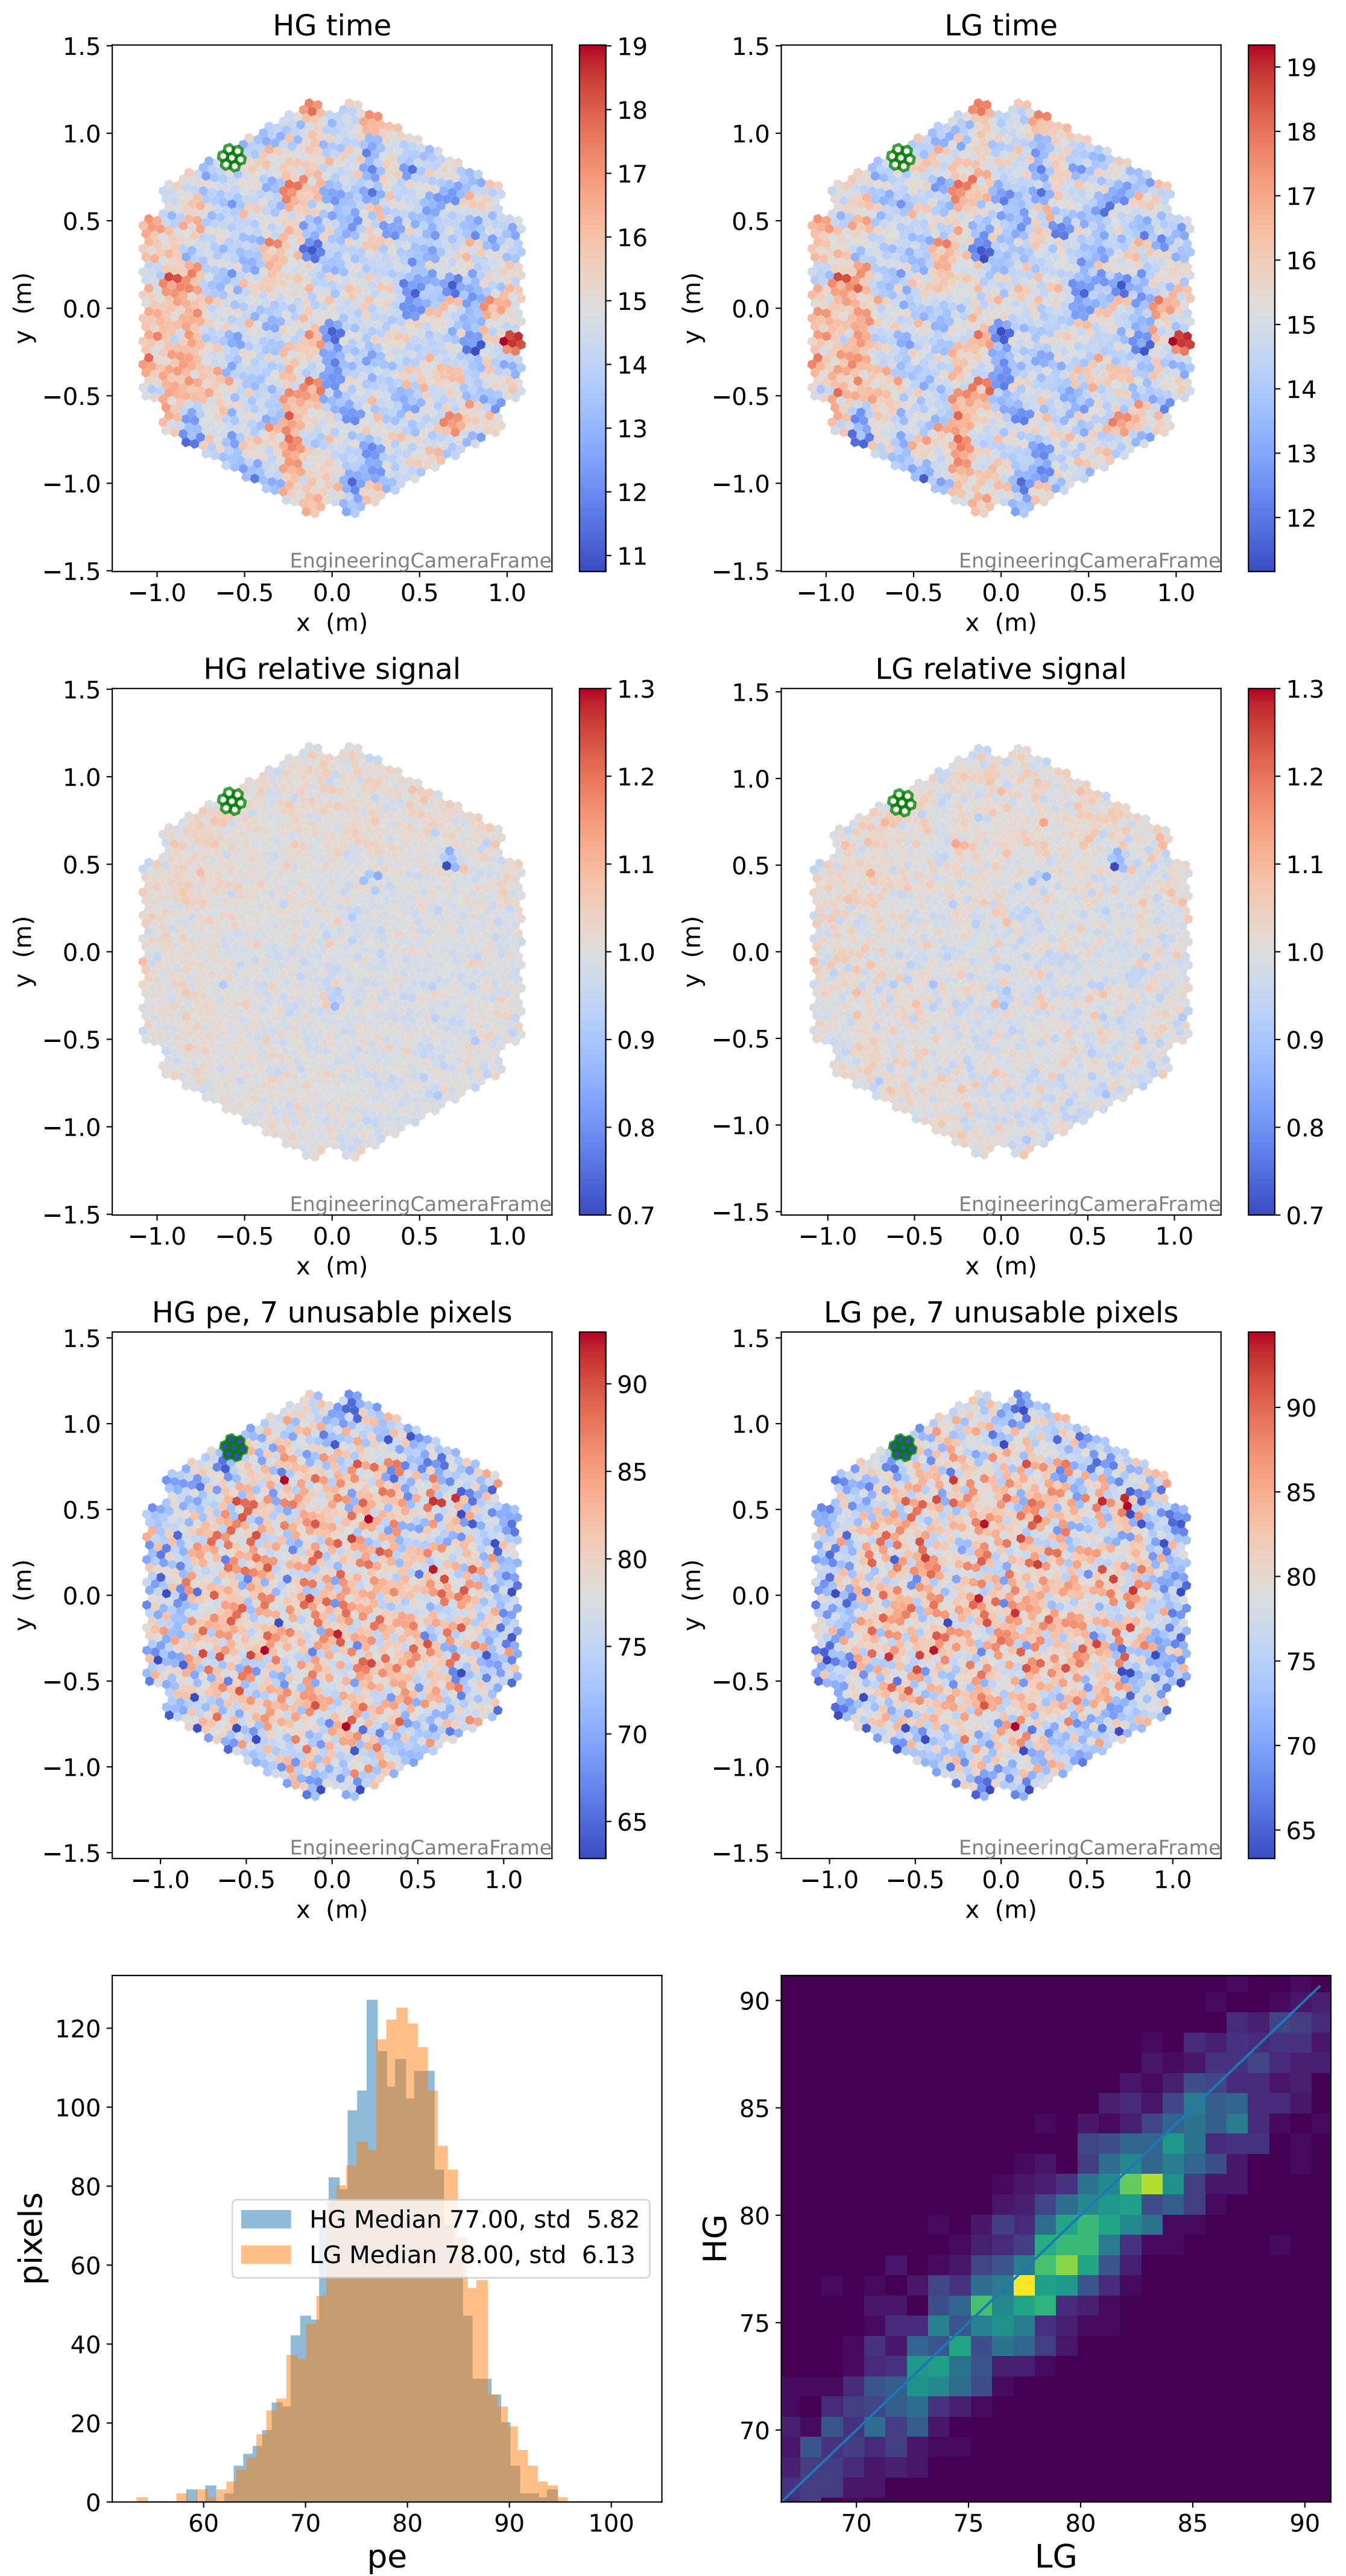 HG time
1.5
1.0
0.5
0.0
−0.5
−1.0
−1.5
y (m)
−1.0 −0.5 0.0 0.5 1.0
x (m)
EngineeringCameraFrame
19
18
17
16
15
14
13
12
11
LG time
1.5
1.0
0.5
0.0
−0.5
−1.0
−1.5
y (m)
−1.0 −0.5 0.0 0.5 1.0
x (m)
EngineeringCameraFrame
19
18
17
16
15
14
13
12
HG relative signal
1.5
1.0
0.5
0.0
−0.5
−1.0
−1.5
y (m)
−1.0 −0.5 0.0 0.5 1.0
x (m)
EngineeringCameraFrame
1.3
1.2
1.1
1.0
0.9
0.8
0.7
LG relative signal
1.5
1.0
0.5
0.0
−0.5
−1.0
−1.5
y (m)
−1.0 −0.5 0.0 0.5 1.0
x (m)
EngineeringCameraFrame
1.3
1.2
1.1
1.0
0.9
0.8
0.7
HG pe, 7 unusable pixels
1.5
1.0
0.5
0.0
−0.5
−1.0
−1.5
y (m)
−1.0 −0.5 0.0 0.5 1.0
x (m)
EngineeringCameraFrame
90
85
80
75
70
65
LG pe, 7 unusable pixels
1.5
1.0
0.5
0.0
−0.5
−1.0
−1.5
y (m)
−1.0 −0.5 0.0 0.5 1.0
x (m)
EngineeringCameraFrame
90
85
80
75
70
65
120
100
80
60
40
20
0
pixels
HG Median 77.00, std 5.82
LG Median 78.00, std 6.13
60 70 80 90 100
pe
90
85
80
75
70
HG
70 75 80 85 90
LG